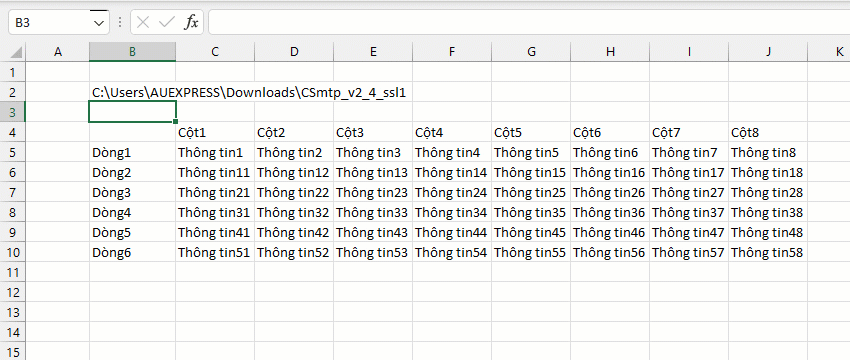 B3 fx
A B C D E F G H I J K
1
2 C:\Users\AUEXPRESS\Downloads\CSmtp_v2_4_ssl1
3
4 Cột1 Cột2 Cột3 Cột4 Cột5 Cột6 Cột7 Cột8
5 Dòng1 Thông tin1 Thông tin2 Thông tin3 Thông tin4 Thông tin5 Thông tin6 Thông tin7 Thông tin8
6 Dòng2 Thông tin11 Thông tin12 Thông tin13 Thông tin14 Thông tin15 Thông tin16 Thông tin17 Thông tin18
7 Dòng3 Thông tin21 Thông tin22 Thông tin23 Thông tin24 Thông tin25 Thông tin26 Thông tin27 Thông tin28
8 Dòng4 Thông tin31 Thông tin32 Thông tin33 Thông tin34 Thông tin35 Thông tin36 Thông tin37 Thông tin38
9 Dòng5 Thông tin41 Thông tin42 Thông tin43 Thông tin44 Thông tin45 Thông tin46 Thông tin47 Thông tin48
10 Dòng6 Thông tin51 Thông tin52 Thông tin53 Thông tin54 Thông tin55 Thông tin56 Thông tin57 Thông tin58
11
12
13
14
15